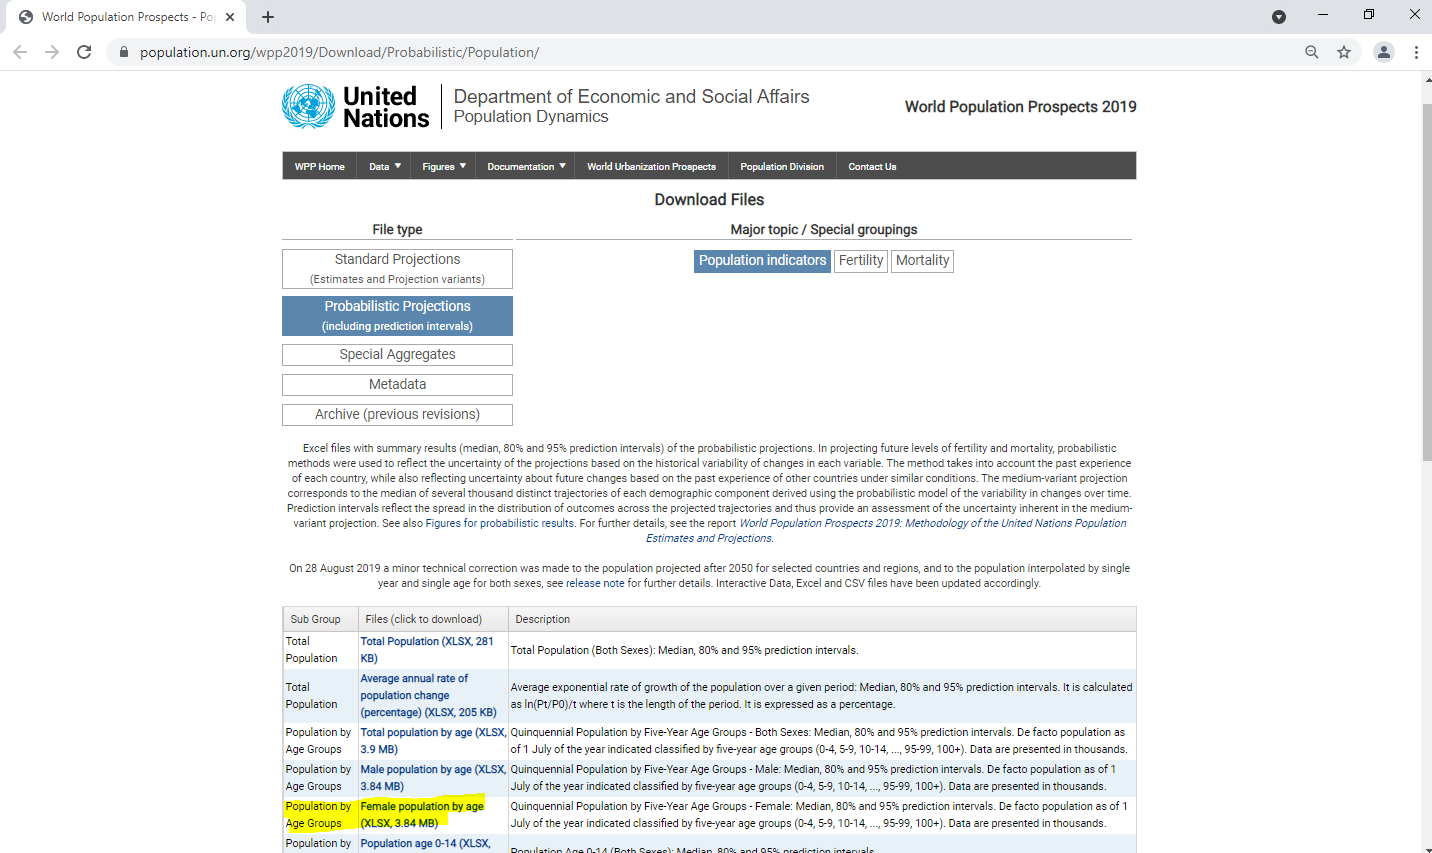 World Population Prospects - Po
population.un.org/wpp2019/Download/Probabilistic/Population/
United
Nations
Department of Economic and Social Affairs
Population Dynamics
World Population Prospects 2019
WPP Home
Data
Figures
Documentation
World Urbanization Prospects
Population Division
Contact Us
Download Files
File type
Major topic / Special groupings
Standard Projections
(Estimates and Projection variants)
Population indicators
Fertility
Mortality
Probabilistic Projections
(including prediction intervals)
Special Aggregates
Metadata
Archive (previous revisions)
Excel files with summary results (median, 80% and 95% prediction intervals) of the probabilistic projections. In projecting future levels of fertility and mortality, probabilistic
methods were used to reflect the uncertainty of the projections based on the historical variability of changes in each variable. The method takes into account the past experience
of each country, while also reflecting uncertainty about future changes based on the past experience of other countries under similar conditions. The medium-variant projection
corresponds to the median of several thousand distinct trajectories of each demographic component derived using the probabilistic model of the variability in changes over time.
Prediction intervals reflect the spread in the distribution of outcomes across the projected trajectories and thus provide an assessment of the uncertainty inherent in the medium-
variant projection. See also Figures for probabilistic results. For further details, see the report World Population Prospects 2019: Methodology of the United Nations Population
Estimates and Projections.
On 28 August 2019 a minor technical correction was made to the population projected after 2050 for selected countries and regions, and to the population interpolated by single
year and single age for both sexes, see release note for further details. Interactive Data, Excel and CSV files have been updated accordingly.
Sub Group
Files (click to download)
Description
Total
Population
Total Population (XLSX, 281
KB)
Total Population (Both Sexes): Median, 80% and 95% prediction intervals.
Total
Population
Average annual rate of
population change
(percentage) (XLSX, 205 KB)
Average exponential rate of growth of the population over a given period: Median, 80% and 95% prediction intervals. It is calculated
as ln(Pt/P0)/t where t is the length of the period. It is expressed as a percentage.
Population by
Age Groups
Total population by age (XLSX,
3.9 MB)
Quinquennial Population by Five-Year Age Groups - Both Sexes: Median, 80% and 95% prediction intervals. De facto population as
of 1 July of the year indicated classified by five-year age groups (0-4, 5-9, 10-14, ..., 95-99, 100+). Data are presented in thousands.
Population by
Age Groups
Male population by age (XLSX,
3.84 MB)
Quinquennial Population by Five-Year Age Groups - Male: Median, 80% and 95% prediction intervals. De facto population as of 1
July of the year indicated classified by five-year age groups (0-4, 5-9, 10-14, ..., 95-99, 100+). Data are presented in thousands.
Population by
Age Groups
Female population by age
(XLSX, 3.84 MB)
Quinquennial Population by Five-Year Age Groups - Female: Median, 80% and 95% prediction intervals. De facto population as of 1
July of the year indicated classified by five-year age groups (0-4, 5-9, 10-14, ..., 95-99, 100+). Data are presented in thousands.
Population by
Population age 0-14 (XLSX,
Population Age 0-14 (Both Sexes): Median, 80% and 95% prediction intervals.